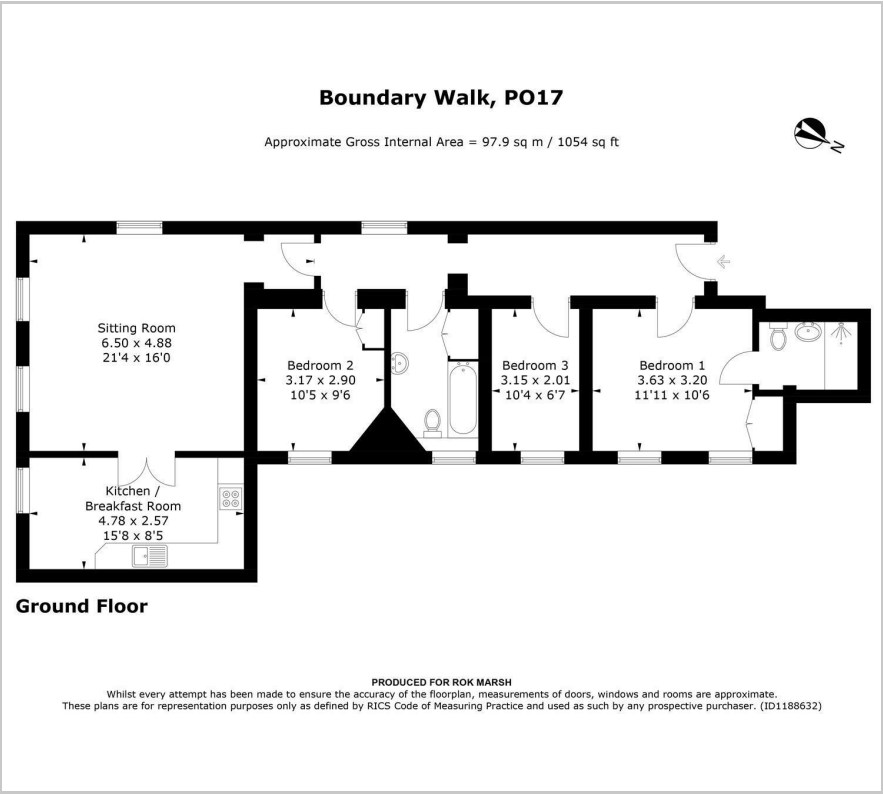 Boundary Walk, PO17
Approximate Gross Internal Area = 97.9 sq m / 1054 sq ft
N
Sitting Room
6.50 x 4.88
21'4 x 16'0
Bedroom 2
3.17 x 2.90
10'5 x 9'6
Bedroom 3
3.15 x 2.01
10'4 x 6'7
Bedroom 1
3.63 x 3.20
11'11 x 10'6
Kitchen /
Breakfast Room
4.78 x 2.57
15'8 x 8'5
Ground Floor
PRODUCED FOR ROK MARSH
Whilst every attempt has been made to ensure the accuracy of the floorplan, measurements of doors, windows and rooms are approximate.
These plans are for representation purposes only as defined by RICS Code of Measuring Practice and used as such by any prospective purchaser. (ID1188632)